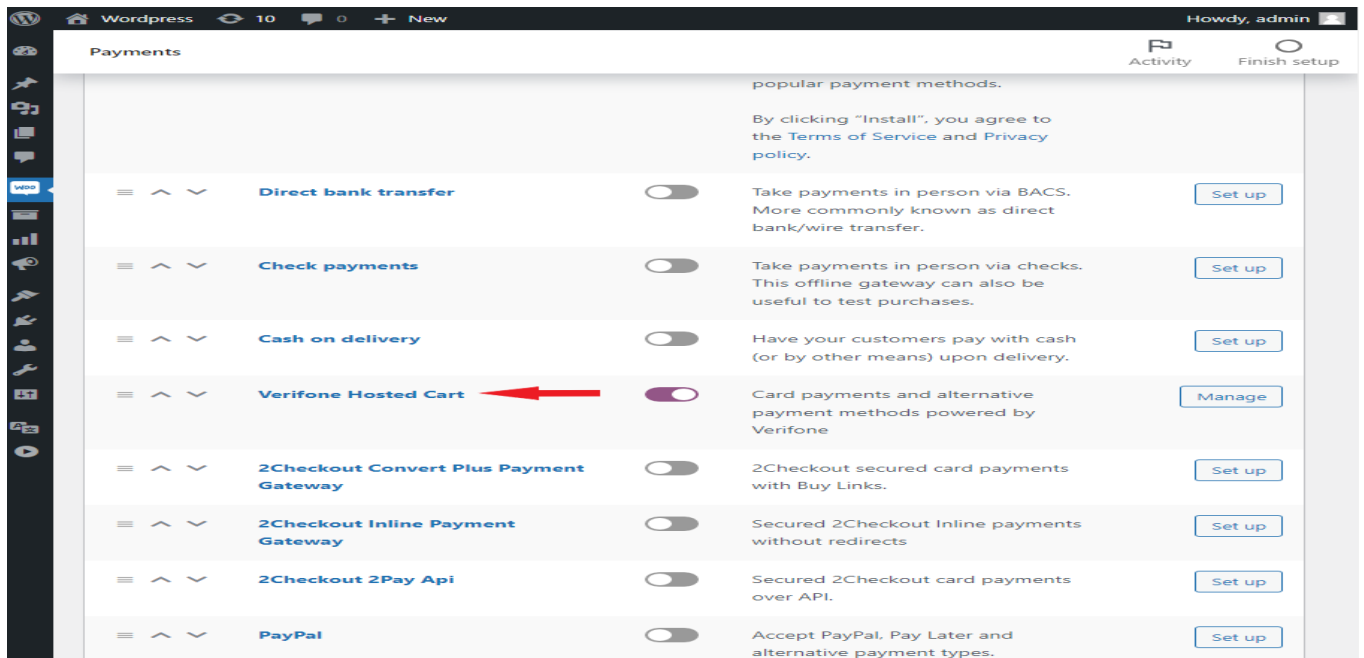 Wordpress 10 0 New Howdy, admin
Payments
Activity Finish setup
popular payment methods.
By clicking “Install”, you agree to
the Terms of Service and Privacy
policy.
Direct bank transfer
Take payments in person via BACS.
More commonly known as direct
bank/wire transfer.
Set up
Check payments
Take payments in person via checks.
This offline gateway can also be
useful to test purchases.
Set up
Cash on delivery
Have your customers pay with cash
(or by other means) upon delivery.
Set up
Woo
Verifone Hosted Cart
Card payments and alternative
payment methods powered by
Verifone
Manage
2Checkout Convert Plus Payment
Gateway
2Checkout secured card payments
with Buy Links.
Set up
2Checkout Inline Payment
Gateway
Secured 2Checkout Inline payments
without redirects
Set up
2Checkout 2Pay Api
Secured 2Checkout card payments
over API.
Set up
PayPal
Accept PayPal, Pay Later and
alternative payment types.
Set up